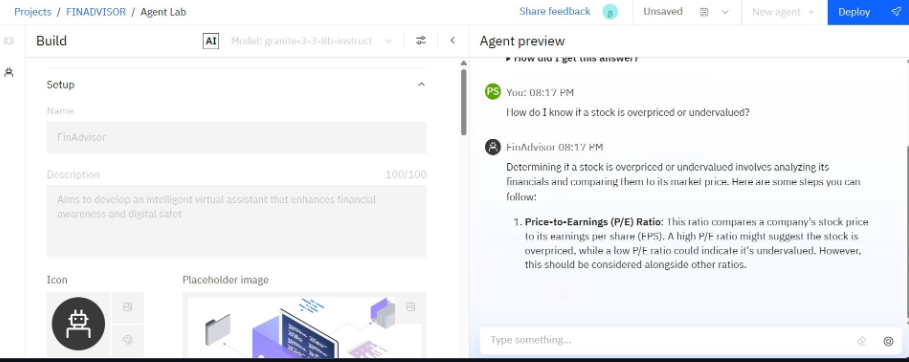 Projects / FINADVISOR / Agent Lab
Share feedback
Unsaved
New agent +
Deploy
Build
AI
Model: granite-3-3-8b-instruct
Agent preview
Setup
Name
FinAdvisor
Description
100/100
Aims to develop an intelligent virtual assistant that enhances financial
awareness and digital safet
Icon
Placeholder image
▸ How did I get this answer?
PS
You: 08:17 PM
How do I know if a stock is overpriced or undervalued?
FinAdvisor 08:17 PM
Determining if a stock is overpriced or undervalued involves analyzing its
financials and comparing them to its market price. Here are some steps you can
follow:
1. Price-to-Earnings (P/E) Ratio: This ratio compares a company's stock price
to its earnings per share (EPS). A high P/E ratio might suggest the stock is
overpriced, while a low P/E ratio could indicate it's undervalued. However,
this should be considered alongside other ratios.
Type something...